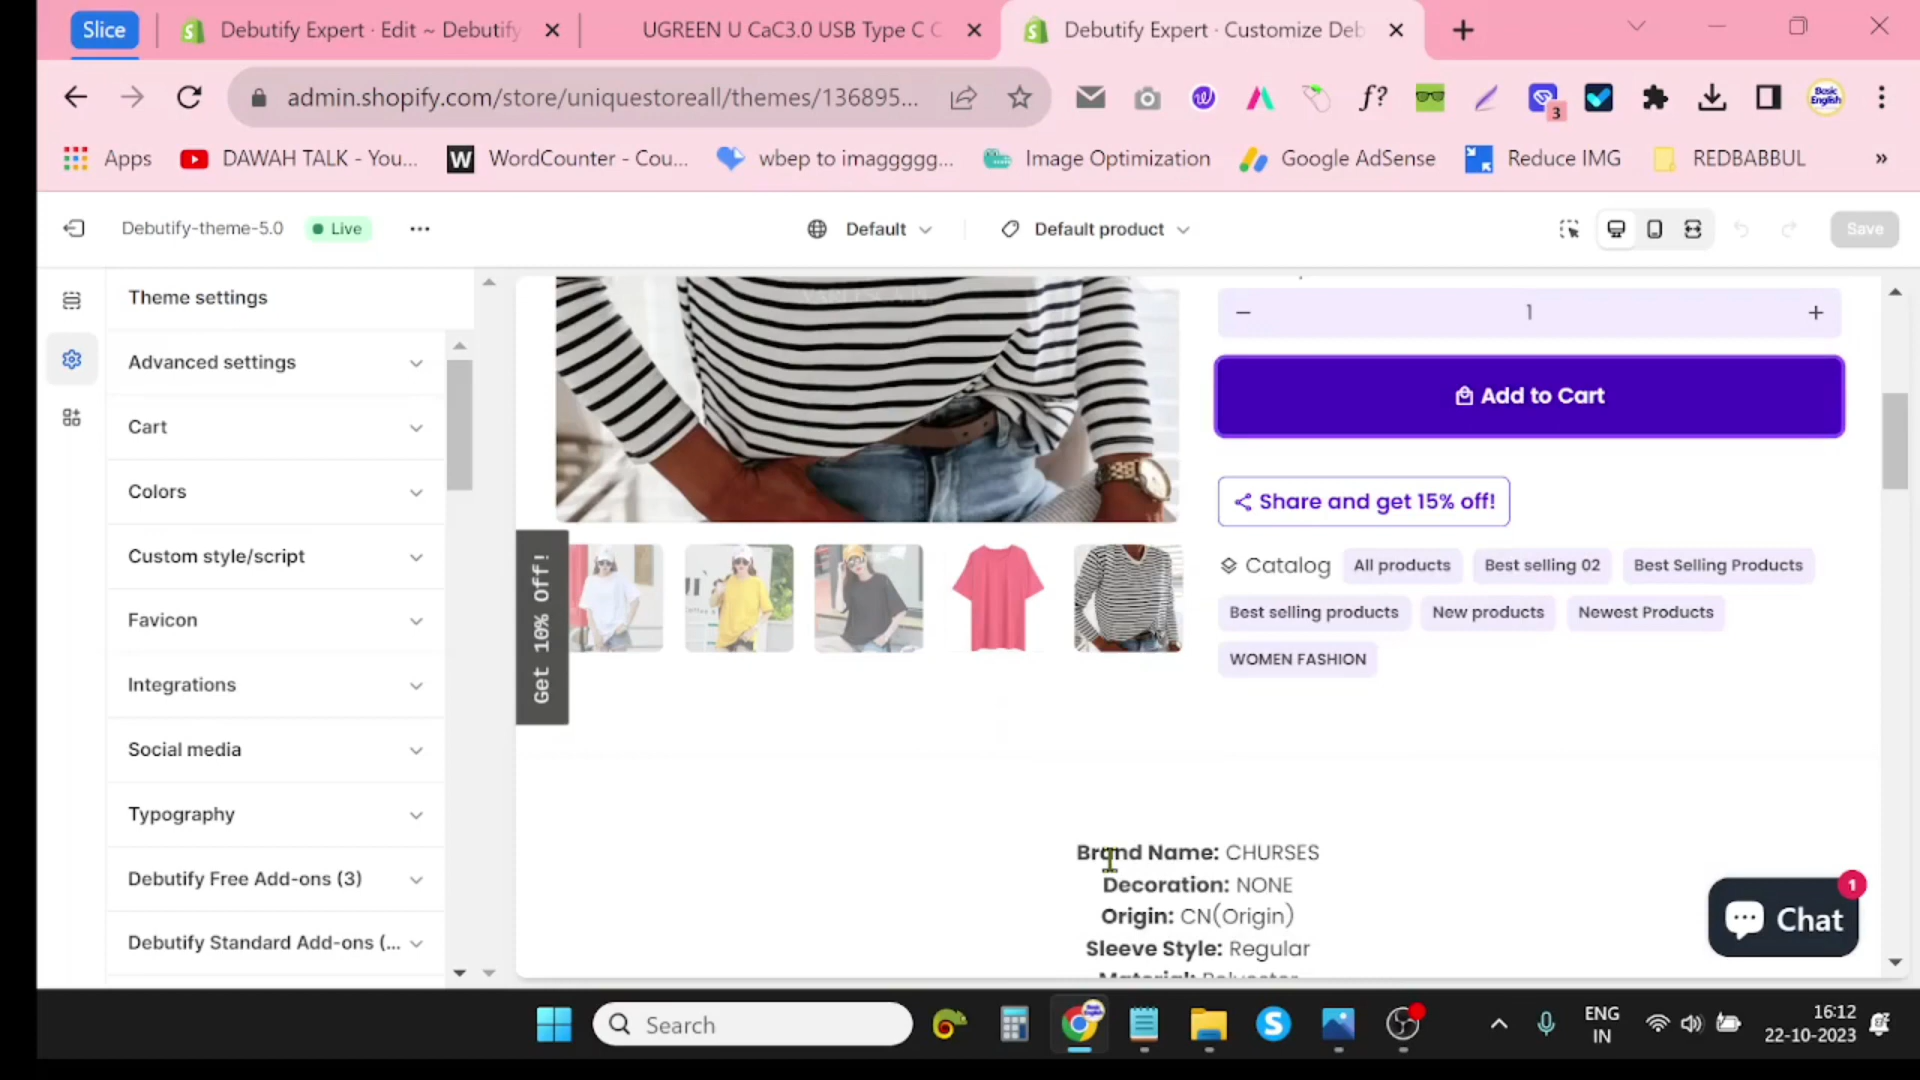 Slice
Debutify Expert · Edit ~ Debutify
UGREEN U CaC3.0 USB Type C C
Debutify Expert · Customize Deb
admin.shopify.com/store/uniquestoreall/themes/136895...
f?
3
Basic English
Apps
DAWAH TALK - You...
W WordCounter - Cou...
wbep to imaggggg...
Image Optimization
Google AdSense
Reduce IMG
REDBABBUL
»
Debutify-theme-5.0
Live
Default
Default product
Save
Theme settings
Advanced settings
Cart
Colors
Custom style/script
Favicon
Integrations
Social media
Typography
Debutify Free Add-ons (3)
Debutify Standard Add-ons (...
Get 10% Off!
− 1 +
Add to Cart
Share and get 15% off!
Catalog All products Best selling 02 Best Selling Products
Best selling products New products Newest Products
WOMEN FASHION
Brand Name: CHURSES
Decoration: NONE
Origin: CN(Origin)
Sleeve Style: Regular
Material: Polyester
Chat
1
Search
ENG
IN
16:12
22-10-2023